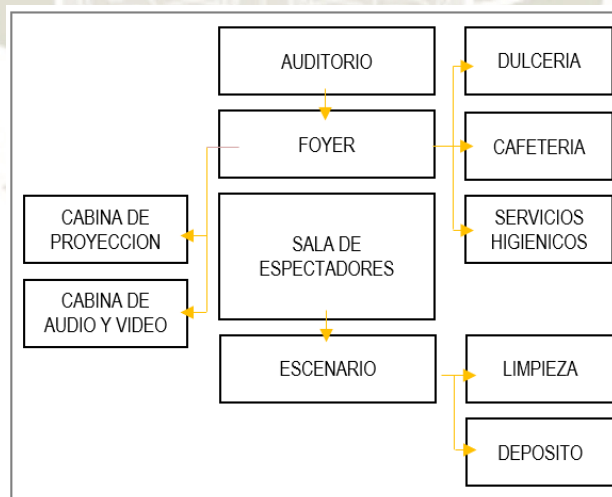 AUDITORIO
DULCERIA
FOYER
CAFETERIA
CABINA DE
PROYECCION
SALA DE
ESPECTADORES
SERVICIOS
HIGIENICOS
CABINA DE
AUDIO Y VIDEO
ESCENARIO
LIMPIEZA
DEPOSITO